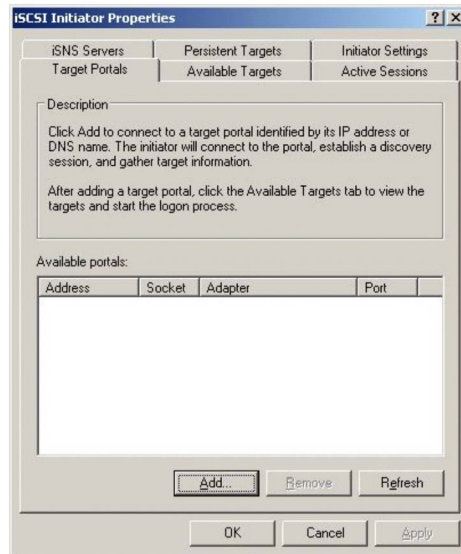 iSCSI Initiator Properties
? X
iSNS Servers Persistent Targets Initiator Settings
Target Portals Available Targets Active Sessions
Description
Click Add to connect to a target portal identified by its IP address or
DNS name. The initiator will connect to the portal, establish a discovery
session, and gather target information.
After adding a target portal, click the Available Targets tab to view the
targets and start the logon process.
Available portals:
Address Socket Adapter Port
Add... Remove Refresh
OK Cancel Apply